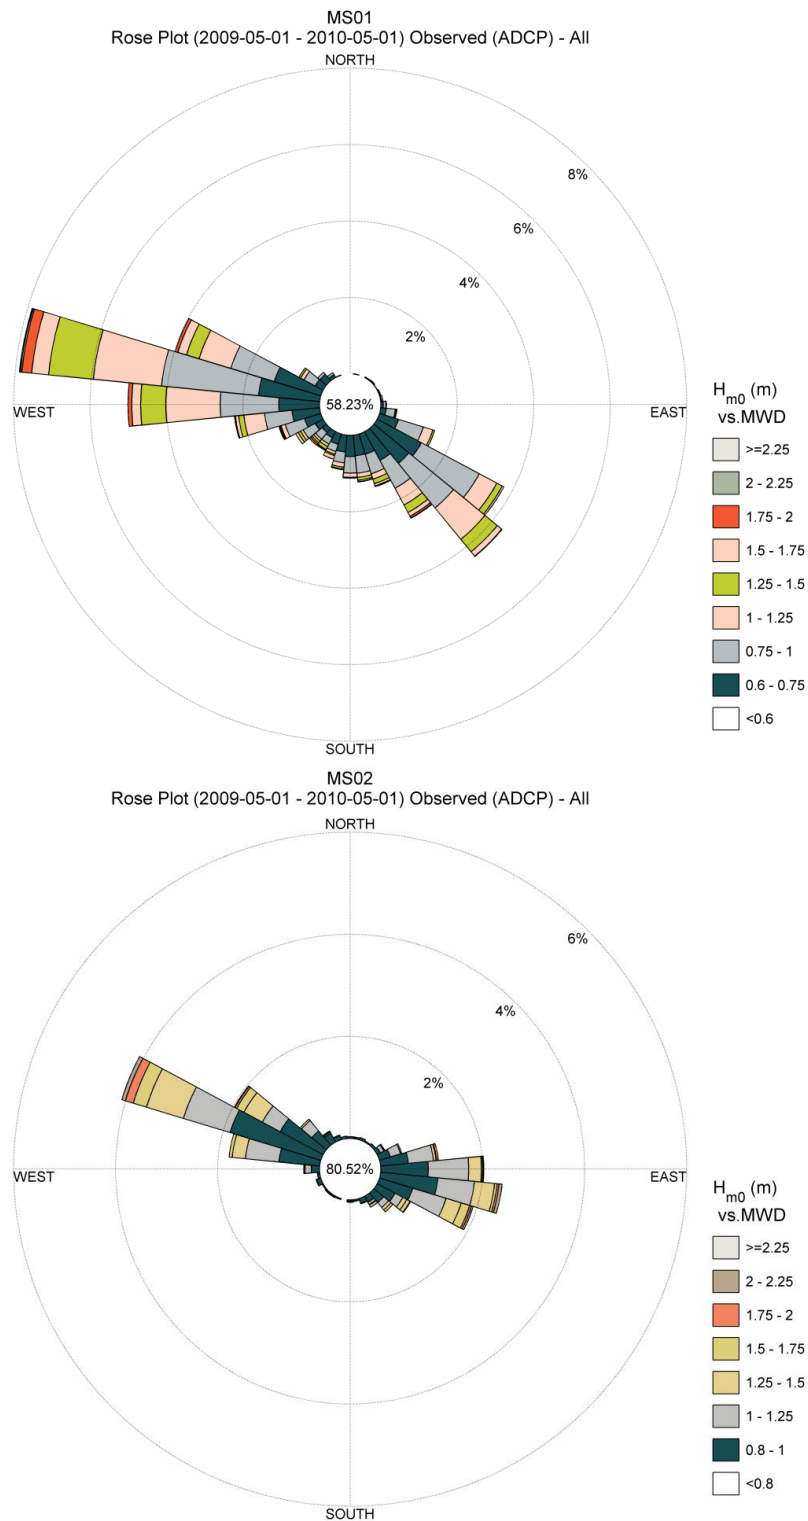 MS01
Rose Plot (2009-05-01 - 2010-05-01) Observed (ADCP) - All
NORTH
8%
6%
4%
2%
WEST
58.23%
EAST
SOUTH
Hm0 (m)
vs.MWD
>=2.25
2 - 2.25
1.75 - 2
1.5 - 1.75
1.25 - 1.5
1 - 1.25
0.75 - 1
0.6 - 0.75
<0.6
MS02
Rose Plot (2009-05-01 - 2010-05-01) Observed (ADCP) - All
NORTH
6%
4%
2%
WEST
80.52%
EAST
SOUTH
Hm0 (m)
vs.MWD
>=2.25
2 - 2.25
1.75 - 2
1.5 - 1.75
1.25 - 1.5
1 - 1.25
0.8 - 1
<0.8